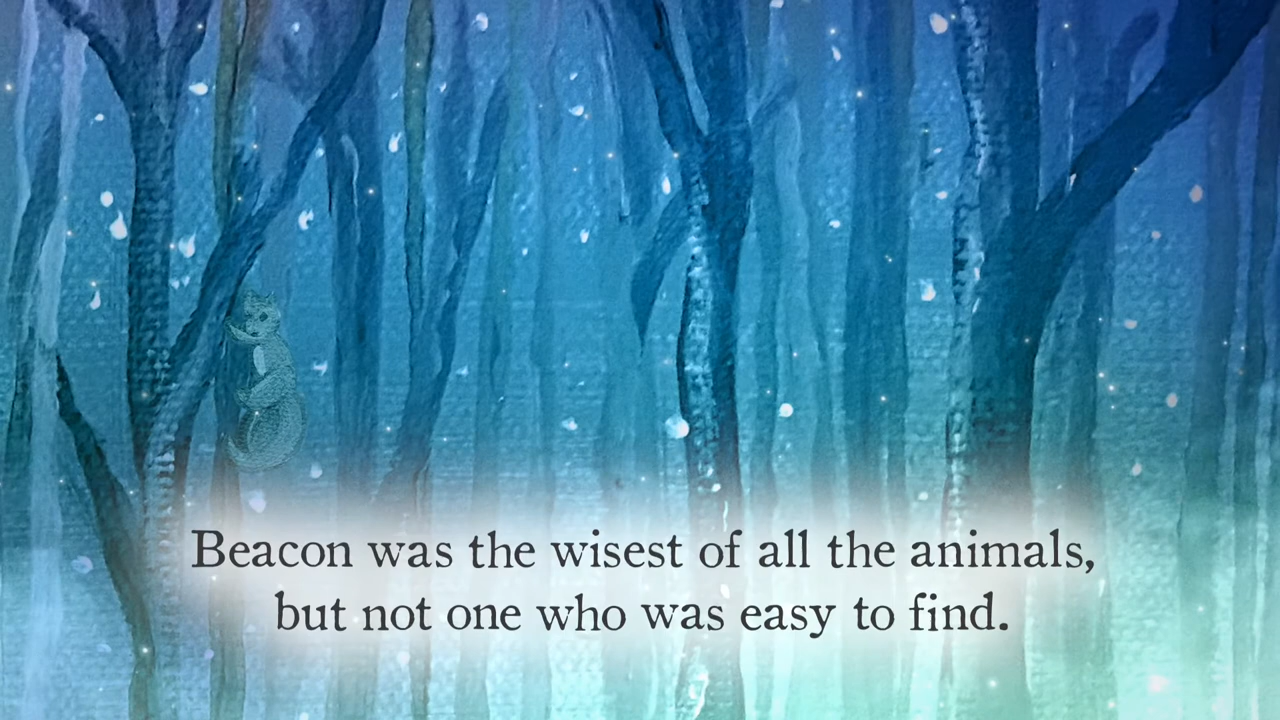 Beacon was the wisest of all the animals,
but not one who was easy to find.